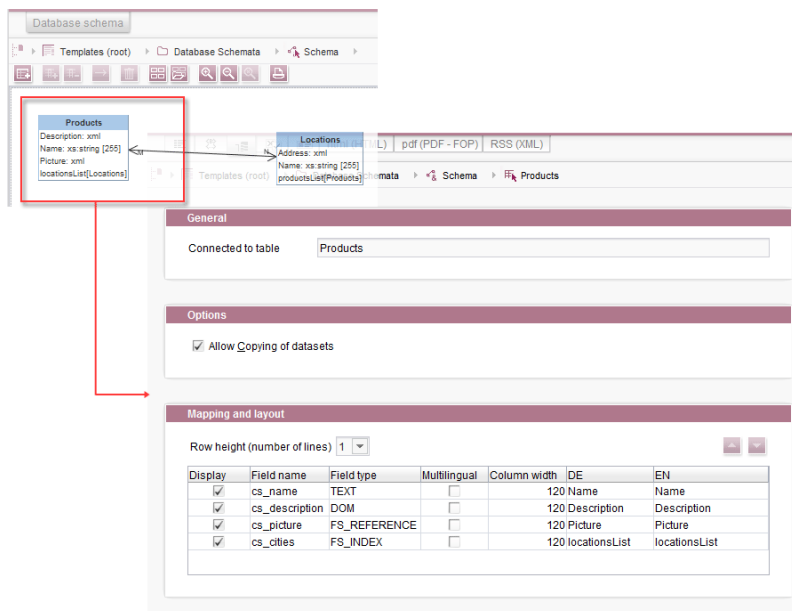 Database schema
Templates (root) Database Schemata Schema
Products
Description: xml
Name: xs:string [255]
Picture: xml
locationsList[Locations]
M
N
Locations
Address: xml
Name: xs:string [255]
productsList[Products]
(HTML) pdf (PDF - FOP) RSS (XML)
Templates (root) Database Schemata Schema Products
General
Connected to table Products
Options
Allow Copying of datasets
Mapping and layout
Row height (number of lines) 1
Display Field name Field type Multilingual Column width DE EN
cs_name TEXT 120 Name Name
cs_description DOM 120 Description Description
cs_picture FS_REFERENCE 120 Picture Picture
cs_cities FS_INDEX 120 locationsList locationsList